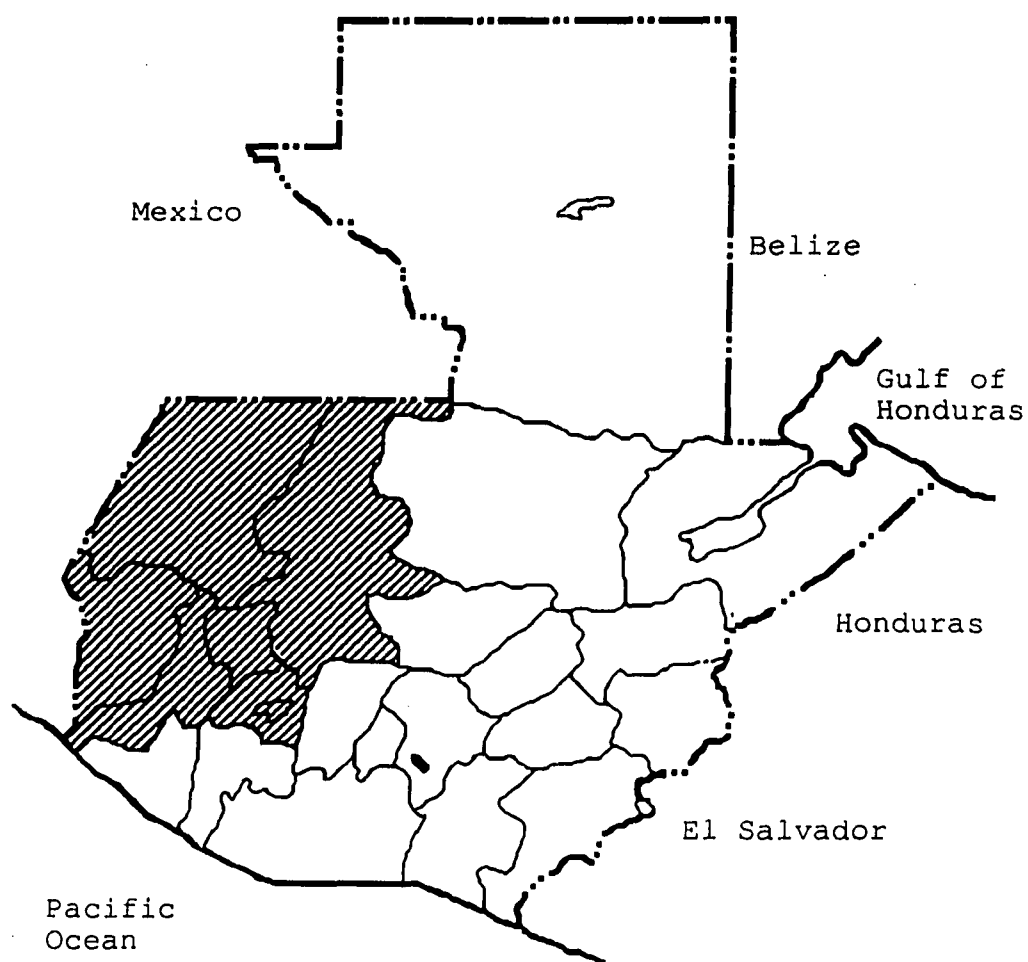 Mexico
Belize
Gulf of
Honduras
Honduras
El Salvador
Pacific
Ocean